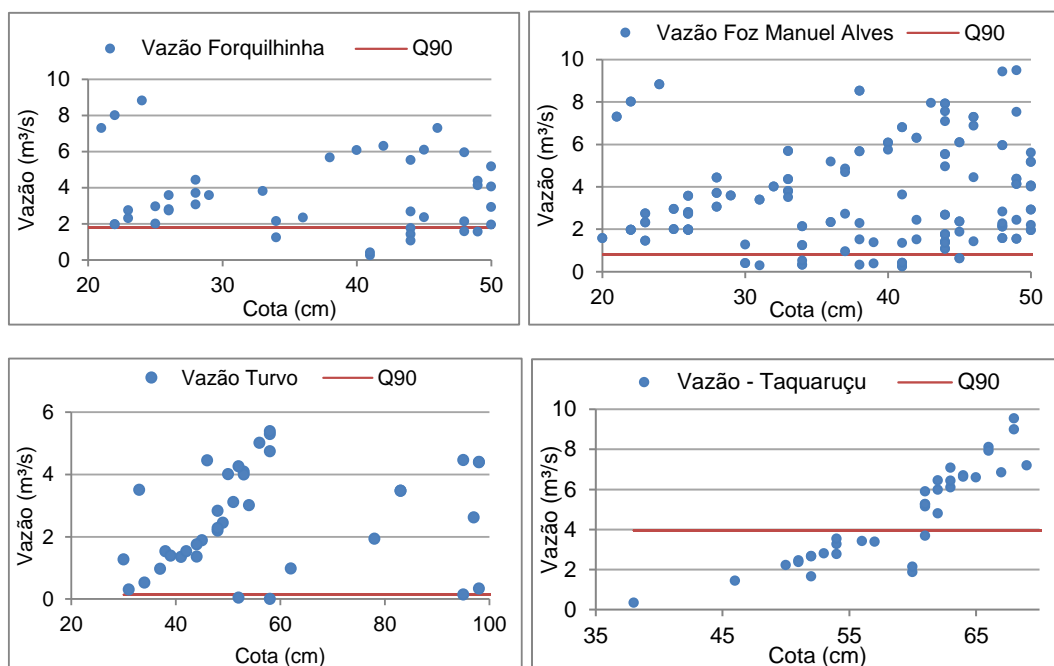 Vazão Forquilhinha Q90
10
8
6
4
2
0
Vazão (m³/s)
20 30 40 50
Cota (cm)
Vazão Foz Manuel Alves Q90
10
8
6
4
2
0
Vazão (m³/s)
20 30 40 50
Cota (cm)
Vazão Turvo Q90
6
4
2
0
Vazão (m³/s)
20 40 60 80 100
Cota (cm)
Vazão - Taquaruçu Q90
10
8
6
4
2
0
Vazão (m³/s)
35 45 55 65
Cota (cm)